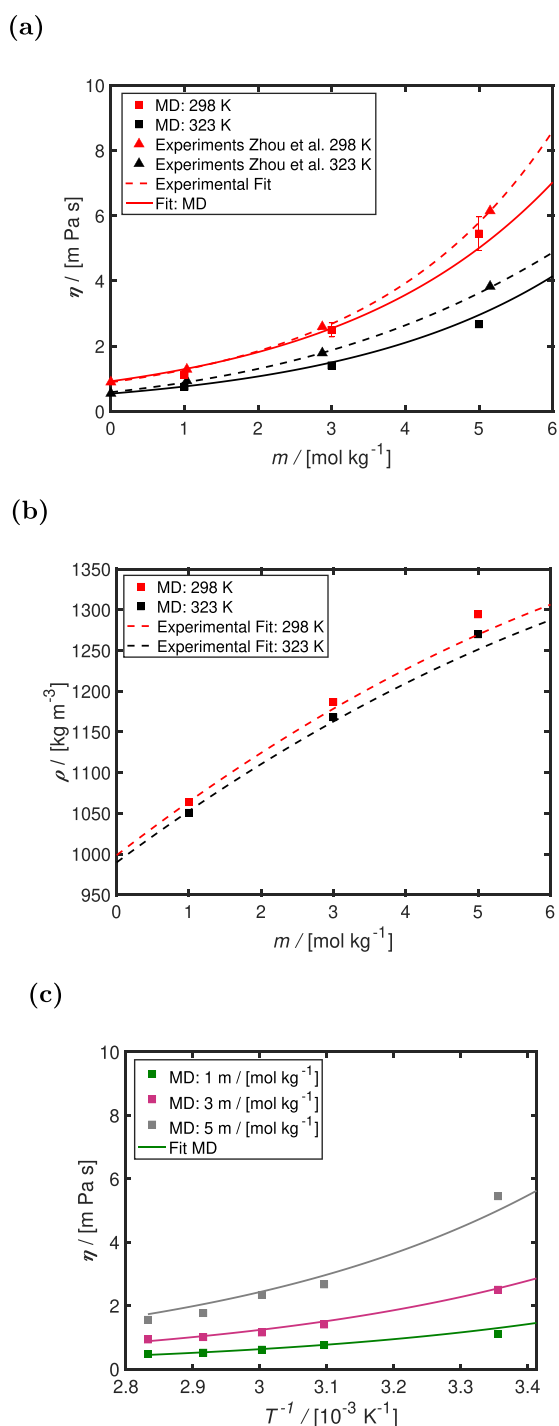 (a)
10
8
6
4
2
0
η / [m Pa s]
MD: 298 K
MD: 323 K
Experiments Zhou et al. 298 K
Experiments Zhou et al. 323 K
Experimental Fit
Fit: MD
0 1 2 3 4 5 6
m / [mol kg⁻¹]
(b)
1350
1300
1250
1200
1150
1100
1050
1000
950
ρ / [kg m⁻³]
MD: 298 K
MD: 323 K
Experimental Fit: 298 K
Experimental Fit: 323 K
0 1 2 3 4 5 6
m / [mol kg⁻¹]
(c)
10
8
6
4
2
0
η / [m Pa s]
MD: 1 m / [mol kg⁻¹]
MD: 3 m / [mol kg⁻¹]
MD: 5 m / [mol kg⁻¹]
Fit MD
2.8 2.9 3 3.1 3.2 3.3 3.4
T⁻¹ / [10⁻³ K⁻¹]